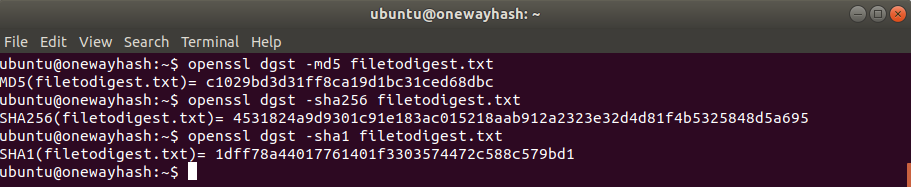 ubuntu@onewayhash: ~
File Edit View Search Terminal Help
ubuntu@onewayhash:~$ openssl dgst -md5 filetodigest.txt
MD5(filetodigest.txt)= c1029bd3d31ff8ca19d1bc31ced68dbc
ubuntu@onewayhash:~$ openssl dgst -sha256 filetodigest.txt
SHA256(filetodigest.txt)= 4531824a9d9301c91e183ac015218aab912a2323e32d4d81f4b5325848d5a695
ubuntu@onewayhash:~$ openssl dgst -sha1 filetodigest.txt
SHA1(filetodigest.txt)= 1dff78a44017761401f3303574472c588c579bd1
ubuntu@onewayhash:~$